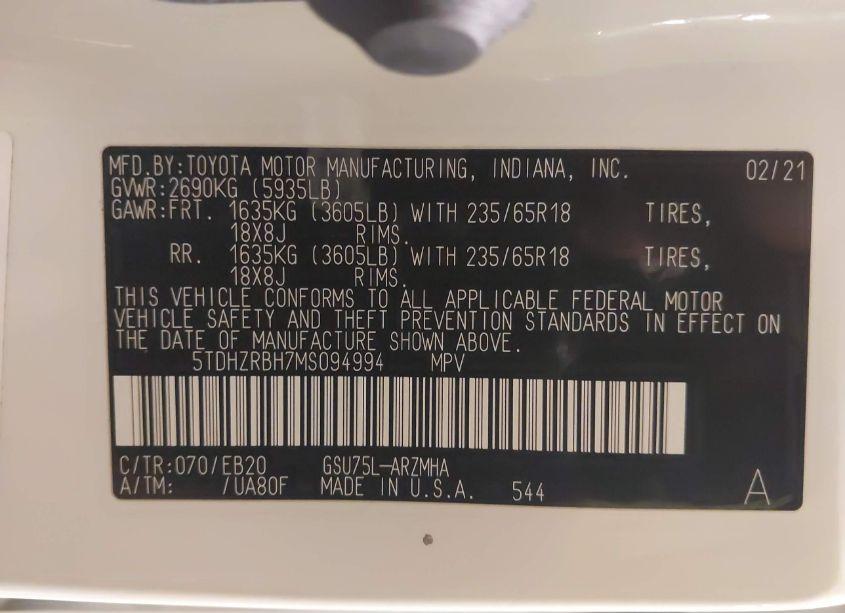 MFD.BY:TOYOTA MOTOR MANUFACTURING, INDIANA, INC. 02/21
GVWR:2690KG (5935LB)
GAWR:FRT. 1635KG (3605LB) WITH 235/65R18 TIRES,
18X8J RIMS.
RR. 1635KG (3605LB) WITH 235/65R18 TIRES,
18X8J RIMS.
THIS VEHICLE CONFORMS TO ALL APPLICABLE FEDERAL MOTOR
VEHICLE SAFETY AND THEFT PREVENTION STANDARDS IN EFFECT ON
THE DATE OF MANUFACTURE SHOWN ABOVE.
5TDHZRBH7MS094994 MPV
C/TR:070/EB20 GSU75L-ARZMHA
A/TM: /UA80F MADE IN U.S.A. 544 A